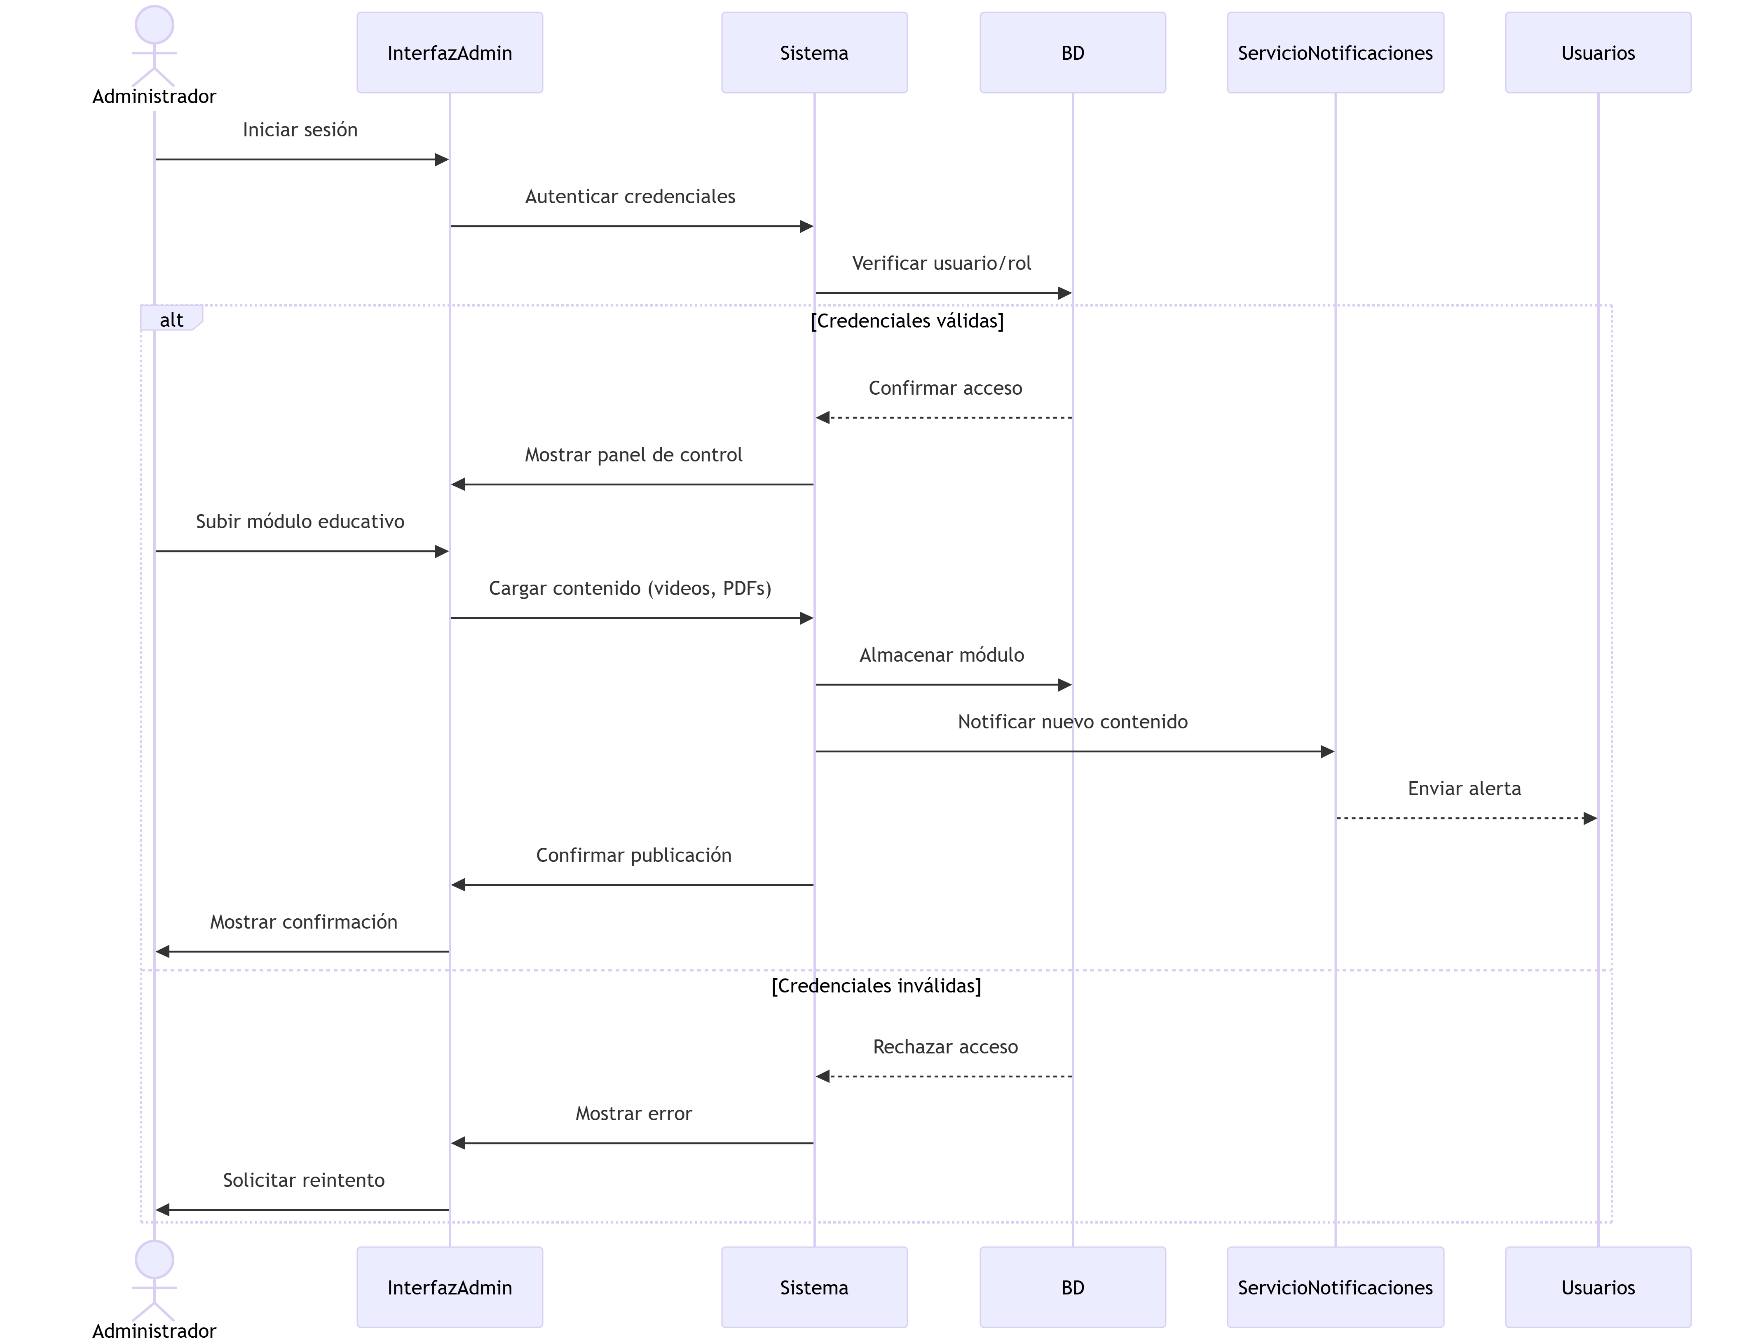 Administrador
InterfazAdmin
Sistema
BD
ServicioNotificaciones
Usuarios
Iniciar sesión
Autenticar credenciales
Verificar usuario/rol
alt
[Credenciales válidas]
Confirmar acceso
Mostrar panel de control
Subir módulo educativo
Cargar contenido (videos, PDFs)
Almacenar módulo
Notificar nuevo contenido
Enviar alerta
Confirmar publicación
Mostrar confirmación
[Credenciales inválidas]
Rechazar acceso
Mostrar error
Solicitar reintento
Administrador
InterfazAdmin
Sistema
BD
ServicioNotificaciones
Usuarios